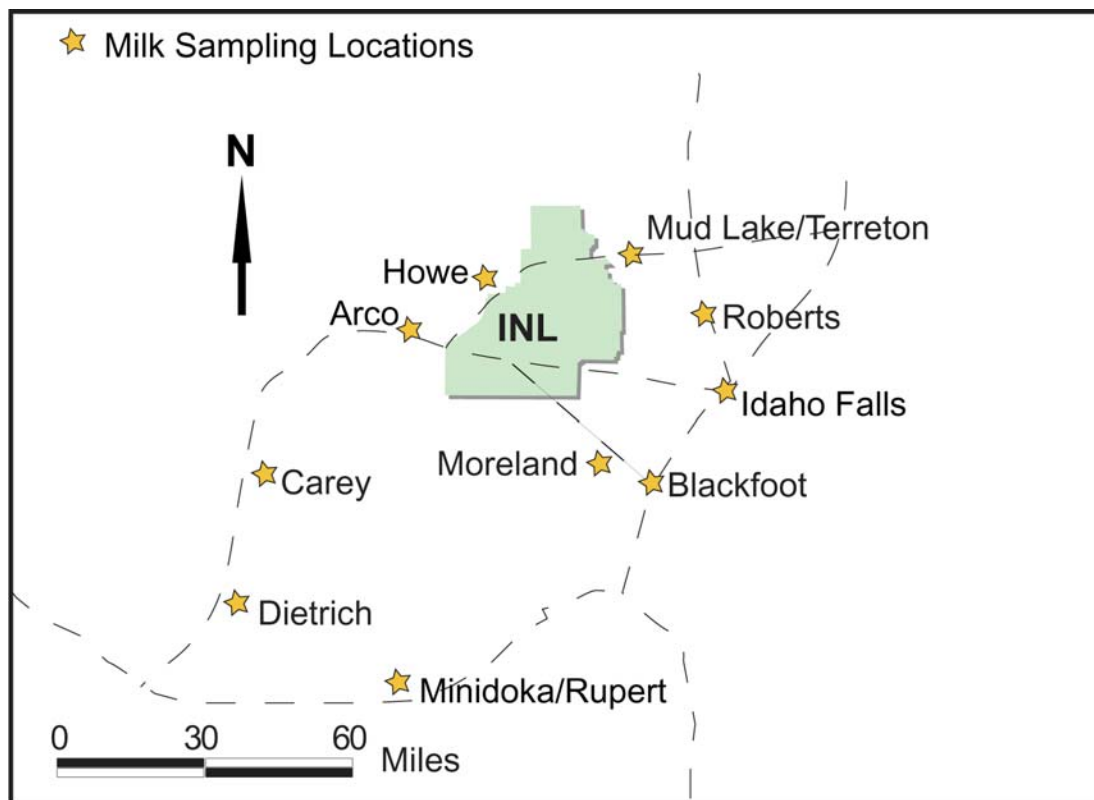 Milk Sampling Locations
N
Mud Lake/Terreton
Howe
Arco
INL
Roberts
Idaho Falls
Moreland
Carey
Blackfoot
Dietrich
Minidoka/Rupert
0 30 60
Miles